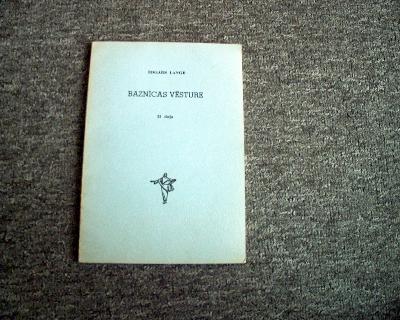 EDGARS LANGE
BAZNĪCAS VĒSTURE
II daļa